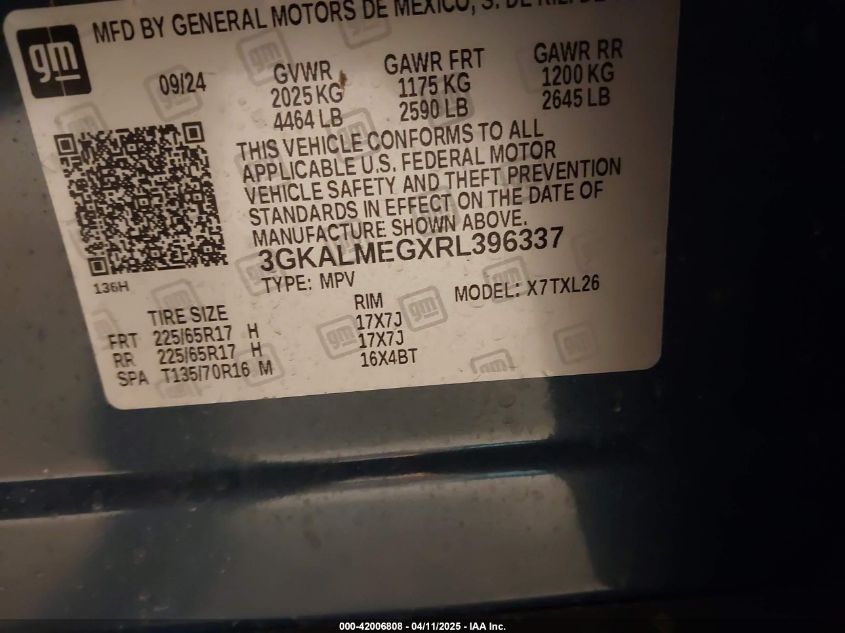 gm
MFD BY GENERAL MOTORS DE MEXICO, S. DE R.L. DE
09/24
GVWR
2025 KG
4464 LB
GAWR FRT
1175 KG
2590 LB
GAWR RR
1200 KG
2645 LB
THIS VEHICLE CONFORMS TO ALL
APPLICABLE U.S. FEDERAL MOTOR
VEHICLE SAFETY AND THEFT PREVENTION
STANDARDS IN EFFECT ON THE DATE OF
MANUFACTURE SHOWN ABOVE.
3GKALMEGXRL396337
TYPE: MPV
MODEL: X7TXL26
136H
TIRE SIZE RIM
FRT 225/65R17 H 17X7J
RR 225/65R17 H 17X7J
SPA T135/70R16 M 16X4BT
000-42006808 - 04/11/2025 - IAA Inc.